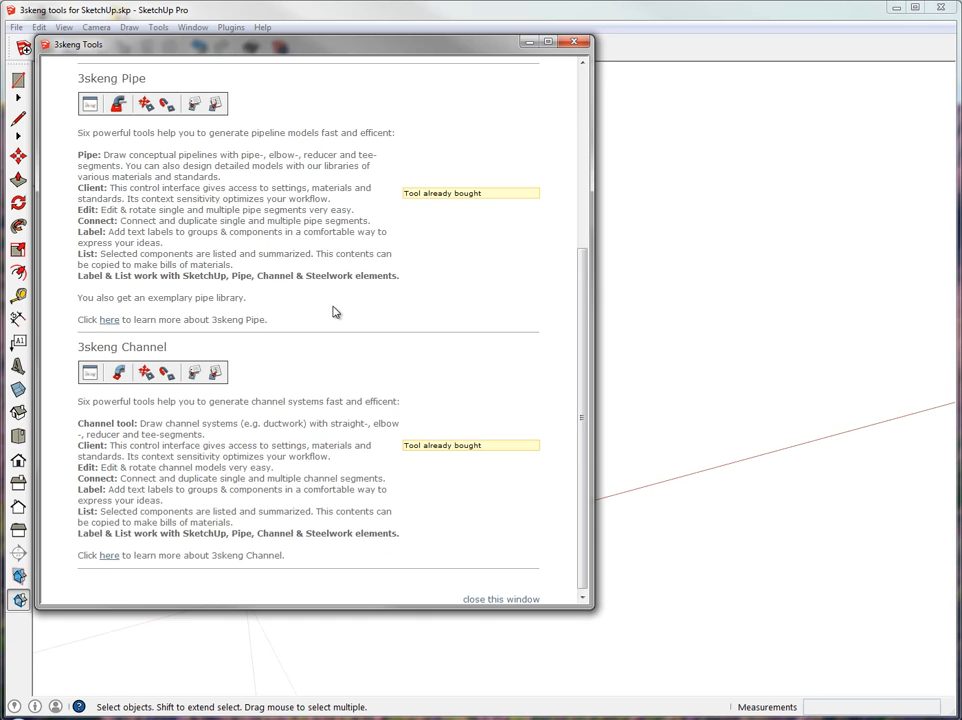 3skeng tools for SketchUp.skp - SketchUp Pro
File Edit View Camera Draw Tools Window Plugins Help
3skeng Tools
3skeng Pipe
Six powerful tools help you to generate pipeline models fast and efficent:
Pipe: Draw conceptual pipelines with pipe-, elbow-, reducer and tee-
segments. You can also design detailed models with our libraries of
various materials and standards.
Client: This control interface gives access to settings, materials and
standards. Its context sensitivity optimizes your workflow.
Tool already bought
Edit: Edit & rotate single and multiple pipe segments very easy.
Connect: Connect and duplicate single and multiple pipe segments.
Label: Add text labels to groups & components in a comfortable way to
express your ideas.
List: Selected components are listed and summarized. This contents can
be copied to make bills of materials.
Label & List work with SketchUp, Pipe, Channel & Steelwork elements.
You also get an exemplary pipe library.
Click here to learn more about 3skeng Pipe.
3skeng Channel
Six powerful tools help you to generate channel systems fast and efficent:
Channel tool: Draw channel systems (e.g. ductwork) with straight-, elbow
-, reducer and tee-segments.
Client: This control interface gives access to settings, materials and
standards. Its context sensitivity optimizes your workflow.
Tool already bought
Edit: Edit & rotate channel models very easy.
Connect: Connect and duplicate single and multiple channel segments.
Label: Add text labels to groups & components in a comfortable way to
express your ideas.
List: Selected components are listed and summarized. This contents can
be copied to make bills of materials.
Label & List work with SketchUp, Pipe, Channel & Steelwork elements.
Click here to learn more about 3skeng Channel.
close this window
Select objects. Shift to extend select. Drag mouse to select multiple.
Measurements